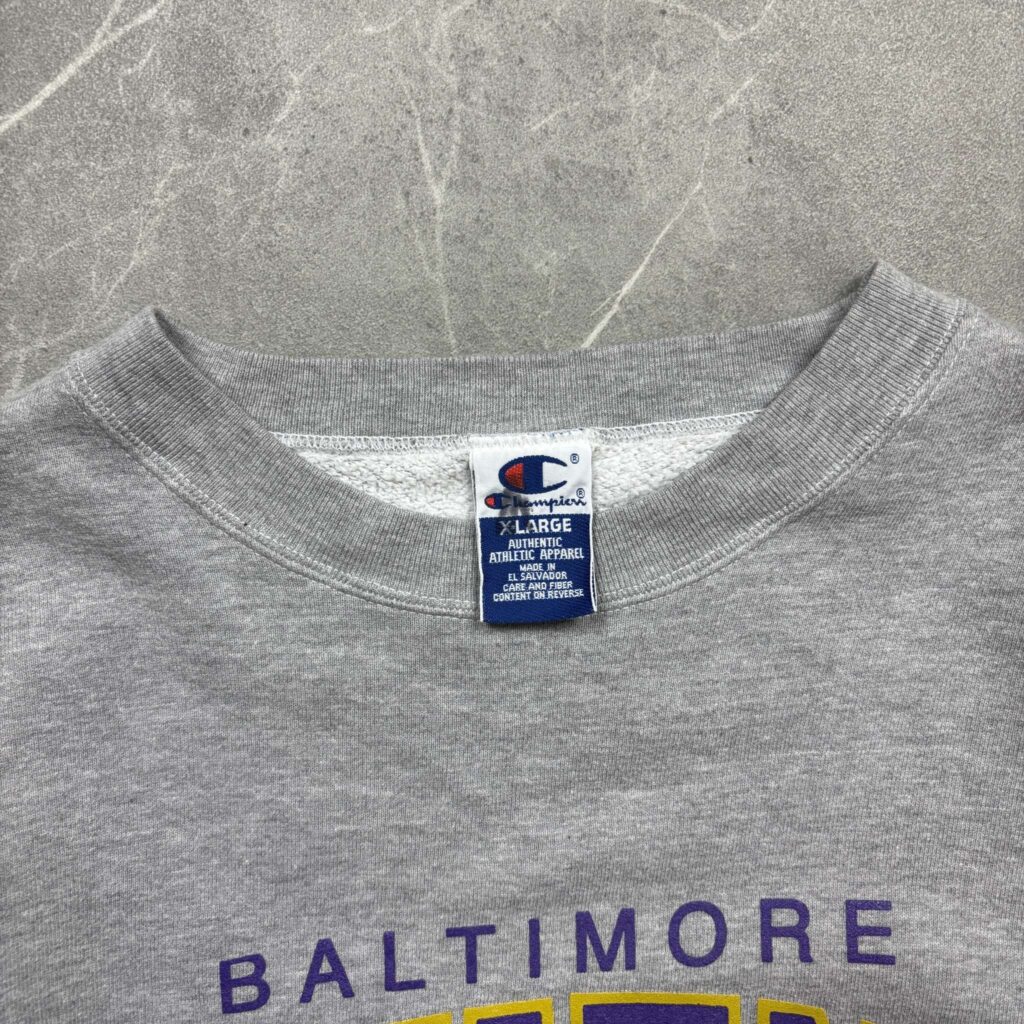 Champion
X-LARGE
AUTHENTIC
ATHLETIC APPAREL
MADE IN
EL SALVADOR
CARE AND FIBER
CONTENT ON REVERSE
BALTIMORE